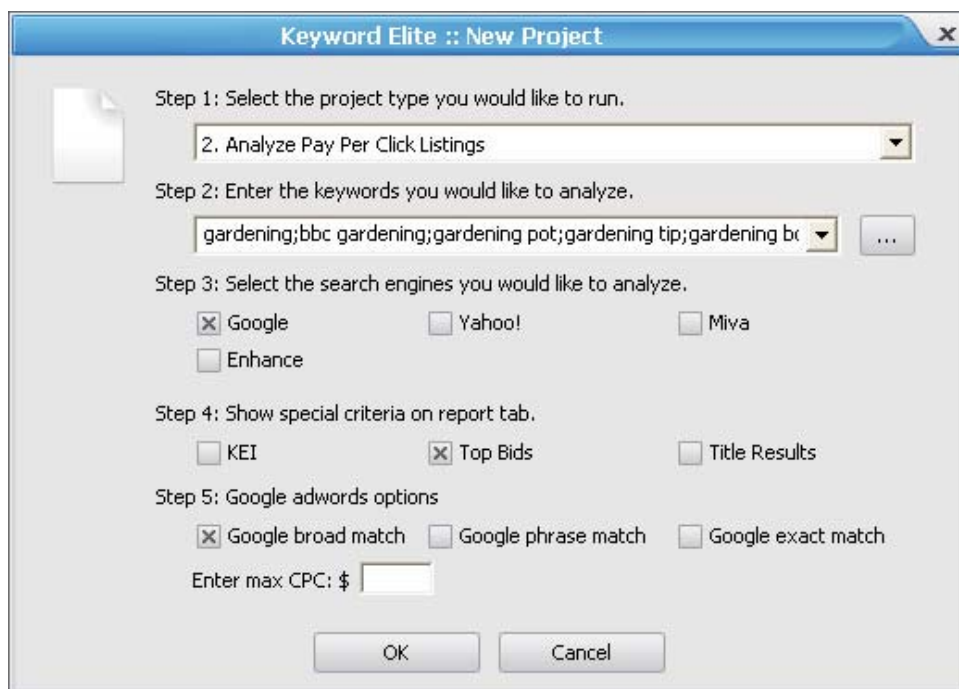 Keyword Elite :: New Project
Step 1: Select the project type you would like to run.
2. Analyze Pay Per Click Listings
Step 2: Enter the keywords you would like to analyze.
gardening;bbc gardening;gardening pot;gardening tip;gardening bo ...
Step 3: Select the search engines you would like to analyze.
Google Yahoo! Miva
Enhance
Step 4: Show special criteria on report tab.
KEI Top Bids Title Results
Step 5: Google adwords options
Google broad match Google phrase match Google exact match
Enter max CPC: $
OK Cancel